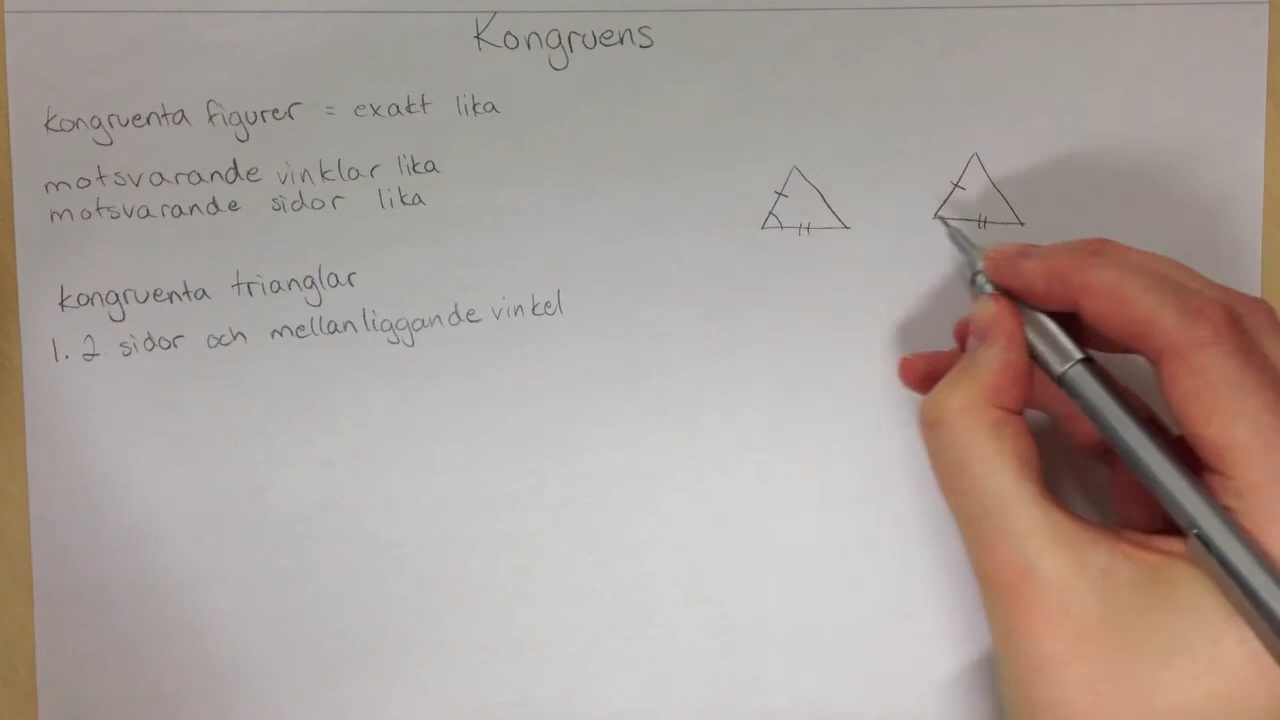 Kongruens
kongruenta figurer = exakt lika
motsvarande vinklar lika
motsvarande sidor lika
kongruenta trianglar
1. 2 sidor och mellanliggande vinkel